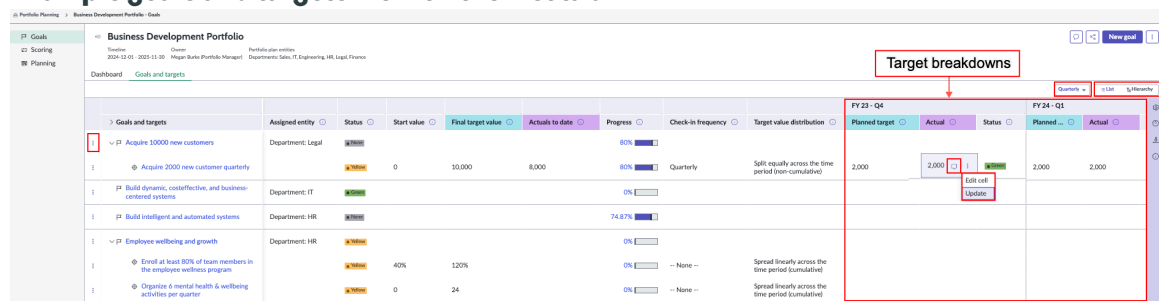 Portfolio Planning > Business Development Portfolio - Goals
Goals
Scoring
Planning
Business Development Portfolio
New goal
Timeline Owner Portfolio plan entities
2024-12-01 - 2025-11-30 Megan Burke (Portfolio Manager) Departments: Sales, IT, Engineering, HR, Legal, Finance
Target breakdowns
Dashboard Goals and targets
Quarterly List Hierarchy
FY 23 - Q4 FY 24 - Q1
Goals and targets Assigned entity Status Start value Final target value Actuals to date Progress Check-in frequency Target value distribution Planned target Actual Status Planned ... Actual
Acquire 10000 new customers Department: Legal None 80%
Acquire 2000 new customer quarterly Yellow 0 10,000 8,000 80% Quarterly Split equally across the time
period (non-cumulative) 2,000 2,000 Green 2,000 2,000
Edit cell
Update
Build dynamic, costeffective, and business-
centered systems Department: IT Green 0%
Build intelligent and automated systems Department: HR None 74.87%
Employee wellbeing and growth Department: HR Yellow 0%
Enroll at least 80% of team members in
the employee wellness program Yellow 40% 120% 0% -- None -- Spread linearly across the
time period (cumulative)
Organize 6 mental health & wellbeing
activities per quarter Yellow 0 24 0% -- None -- Spread linearly across the
time period (cumulative)